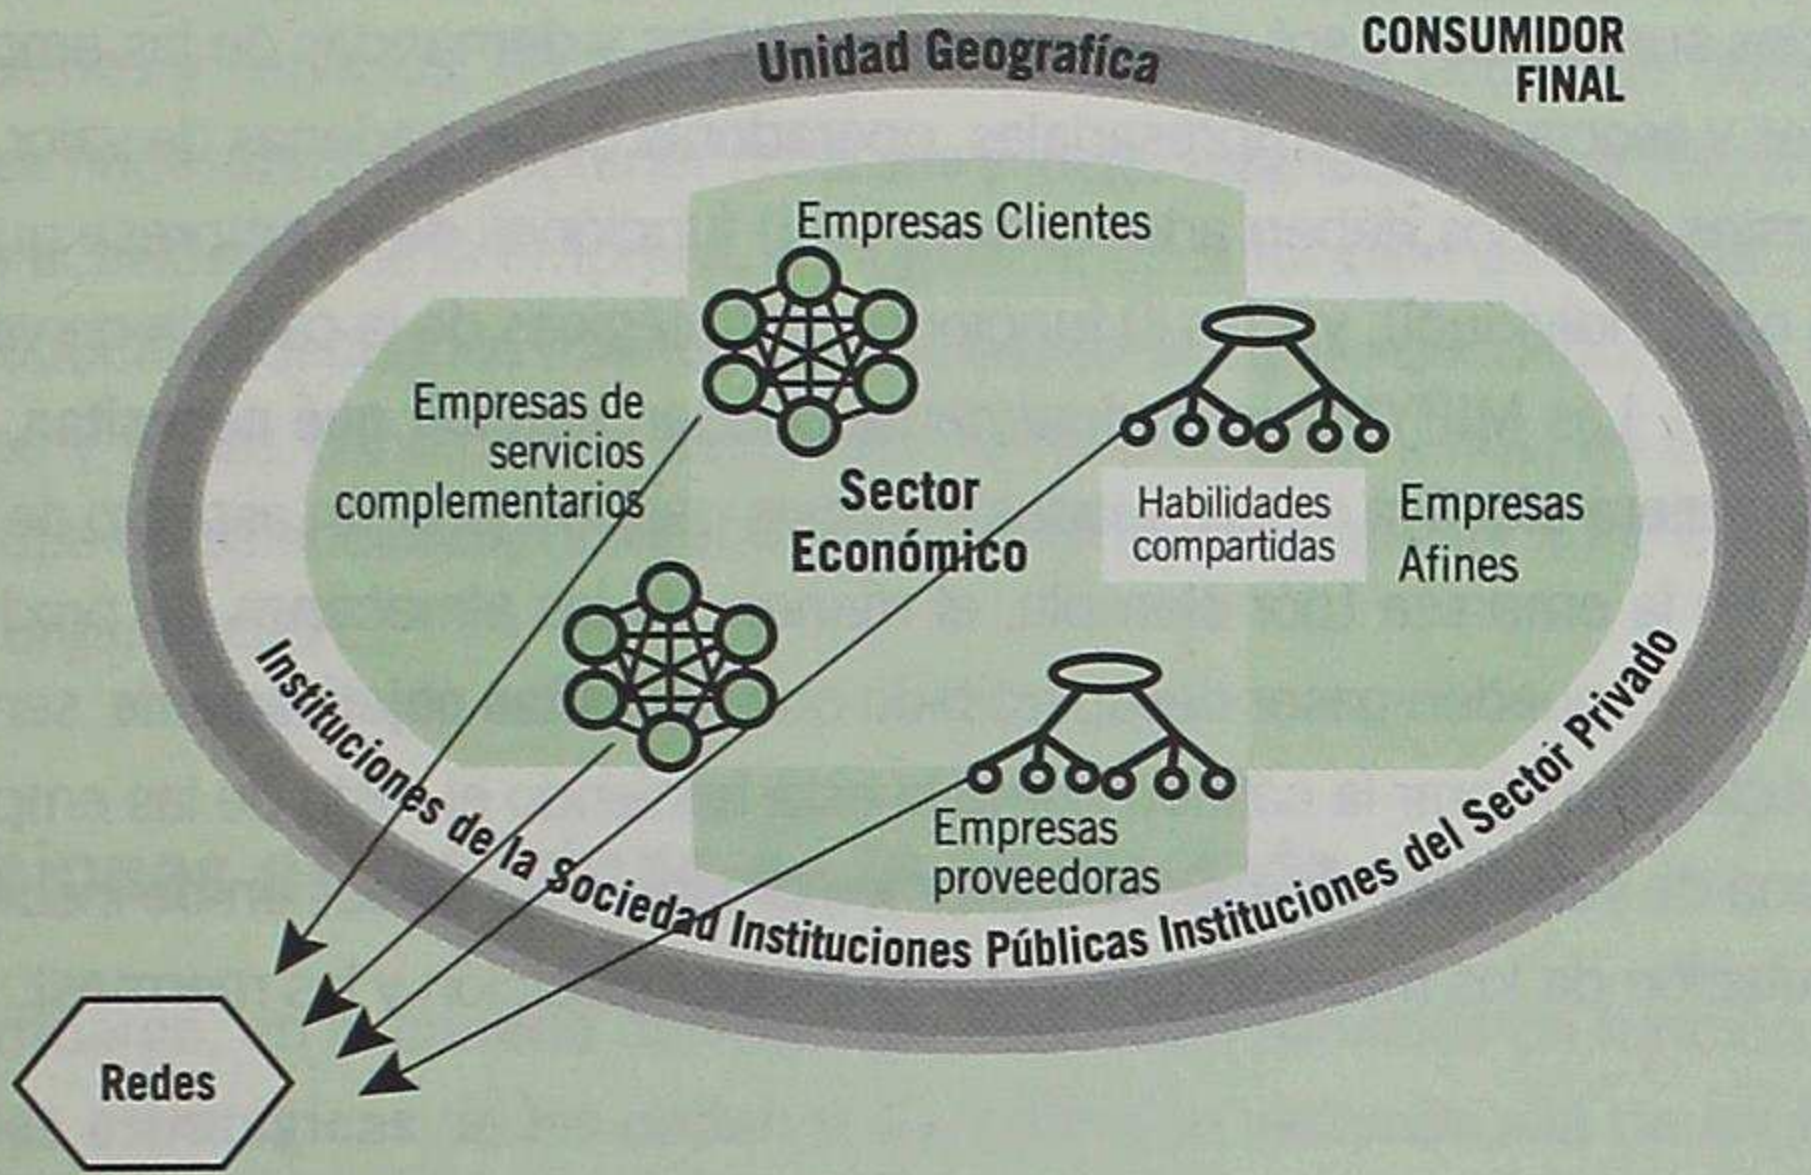 CONSUMIDOR
FINAL
Unidad Geografíca
Empresas Clientes
Empresas de
servicios
complementarios
Sector
Económico
Habilidades
compartidas
Empresas
Afines
Empresas
proveedoras
Instituciones de la Sociedad Instituciones Públicas Instituciones del Sector Privado
Redes